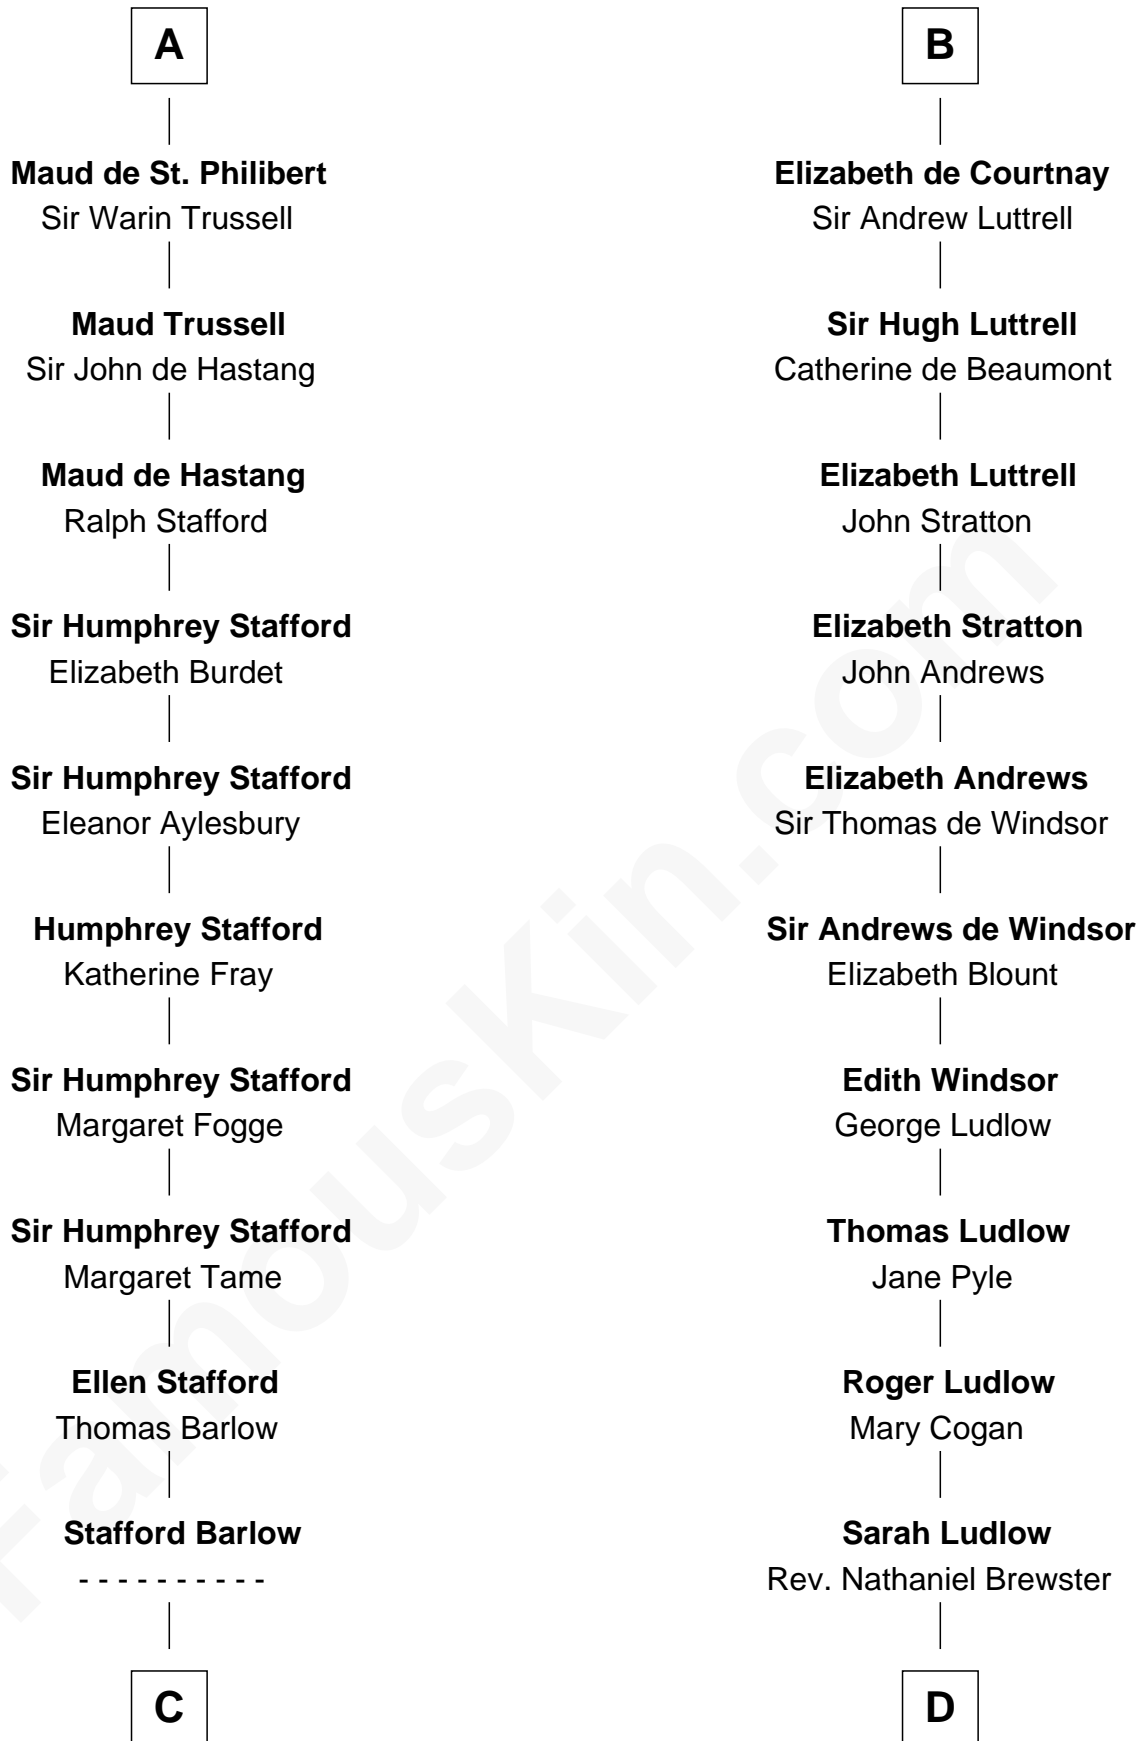 A
Maud de St. Philibert
Sir Warin Trussell
Maud Trussell
Sir John de Hastang
Maud de Hastang
Ralph Stafford
Sir Humphrey Stafford
Elizabeth Burdet
Sir Humphrey Stafford
Eleanor Aylesbury
Humphrey Stafford
Katherine Fray
Sir Humphrey Stafford
Margaret Fogge
Sir Humphrey Stafford
Margaret Tame
Ellen Stafford
Thomas Barlow
Stafford Barlow
- - - - - - - - - -
C
B
Elizabeth de Courtnay
Sir Andrew Luttrell
Sir Hugh Luttrell
Catherine de Beaumont
Elizabeth Luttrell
John Stratton
Elizabeth Stratton
John Andrews
Elizabeth Andrews
Sir Thomas de Windsor
Sir Andrews de Windsor
Elizabeth Blount
Edith Windsor
George Ludlow
Thomas Ludlow
Jane Pyle
Roger Ludlow
Mary Cogan
Sarah Ludlow
Rev. Nathaniel Brewster
D
FamousKin.com